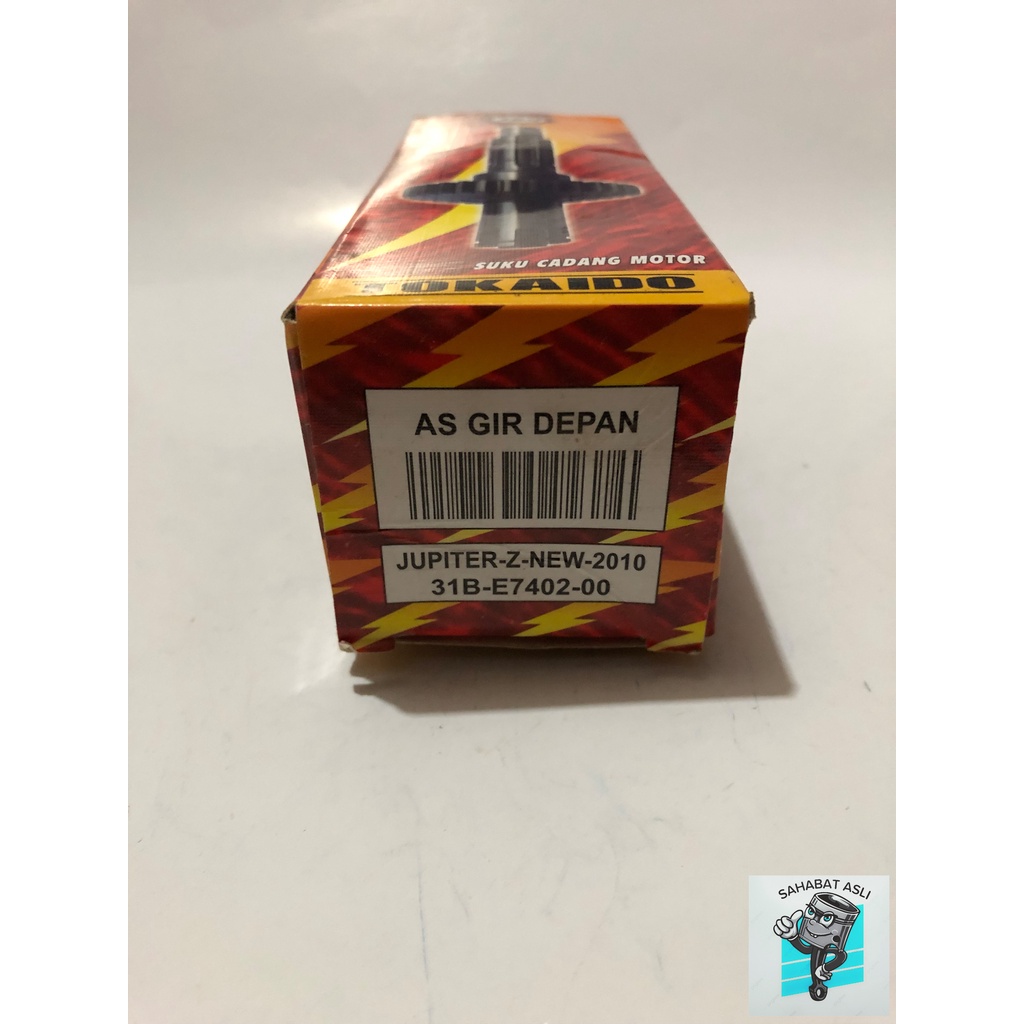 SUKU CADANG MOTOR
TOKAIDO
AS GIR DEPAN
JUPITER-Z-NEW-2010
31B-E7402-00
SAHABAT ASLI